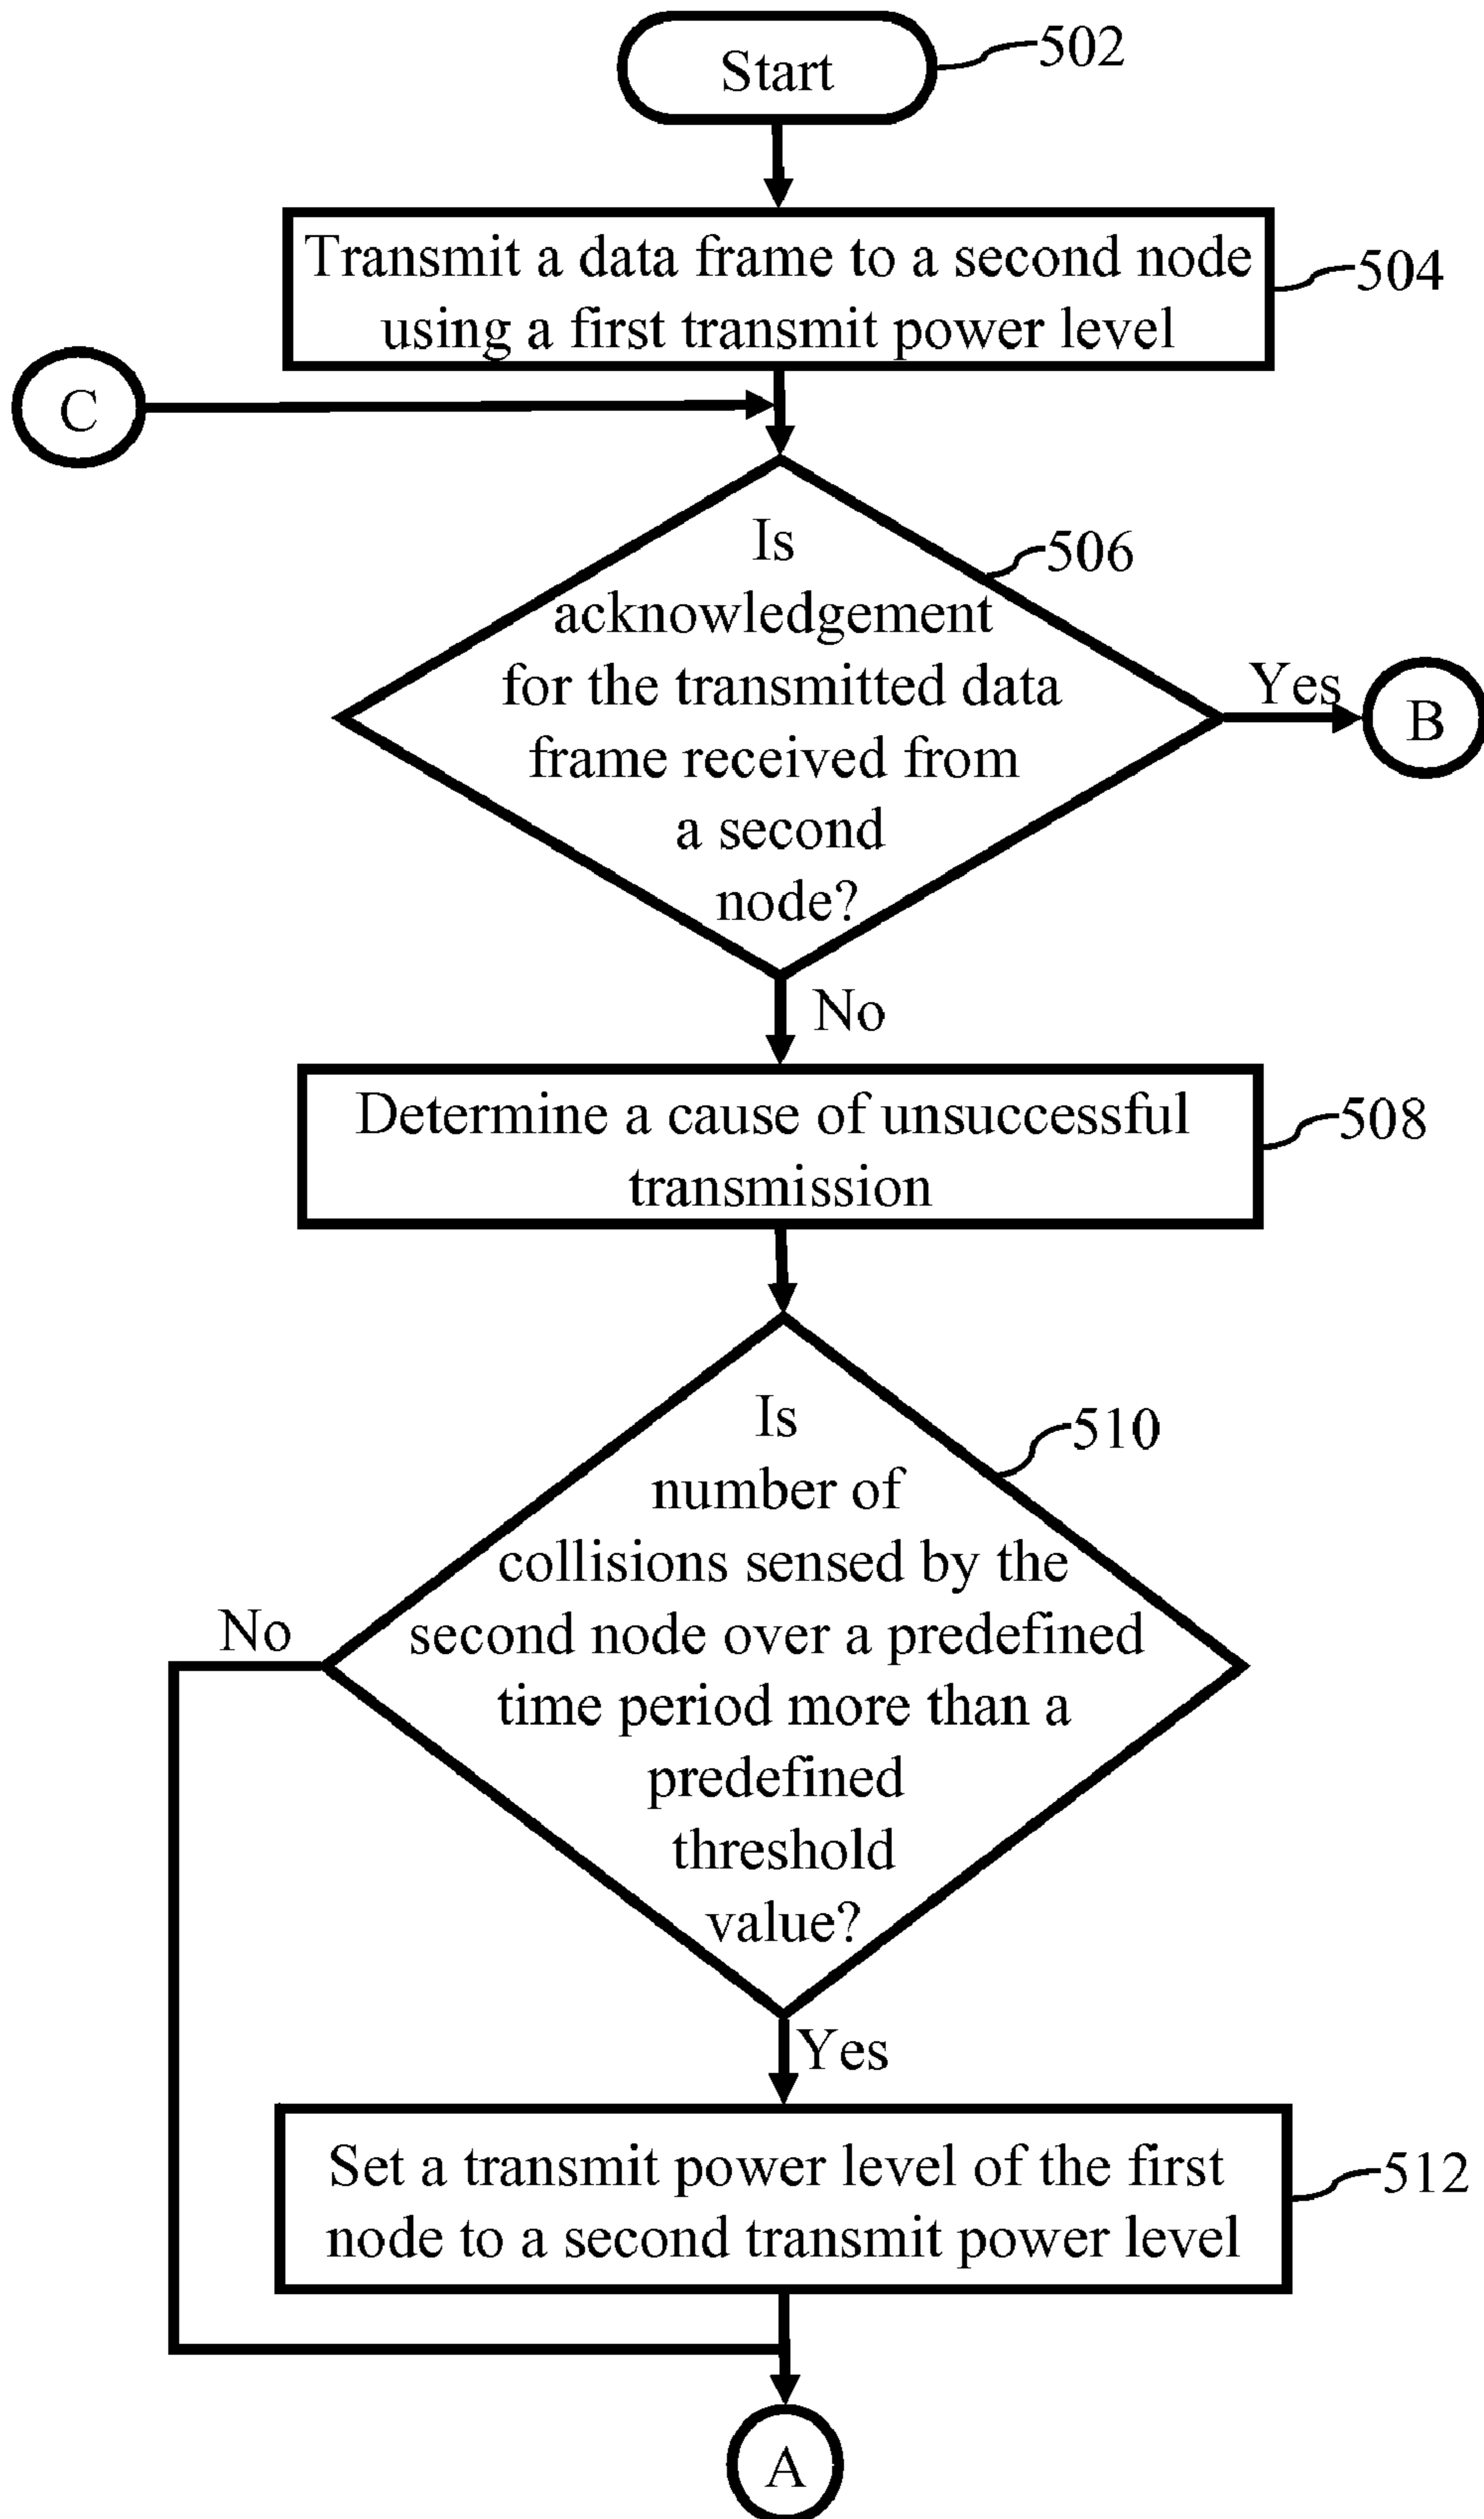 Start
502
Transmit a data frame to a second node
using a first transmit power level
504
C
Is
acknowledgement
for the transmitted data
frame received from
a second
node?
506
Yes
B
No
Determine a cause of unsuccessful
transmission
508
Is
number of
collisions sensed by the
second node over a predefined
time period more than a
predefined
threshold
value?
510
No
Yes
Set a transmit power level of the first
node to a second transmit power level
512
A